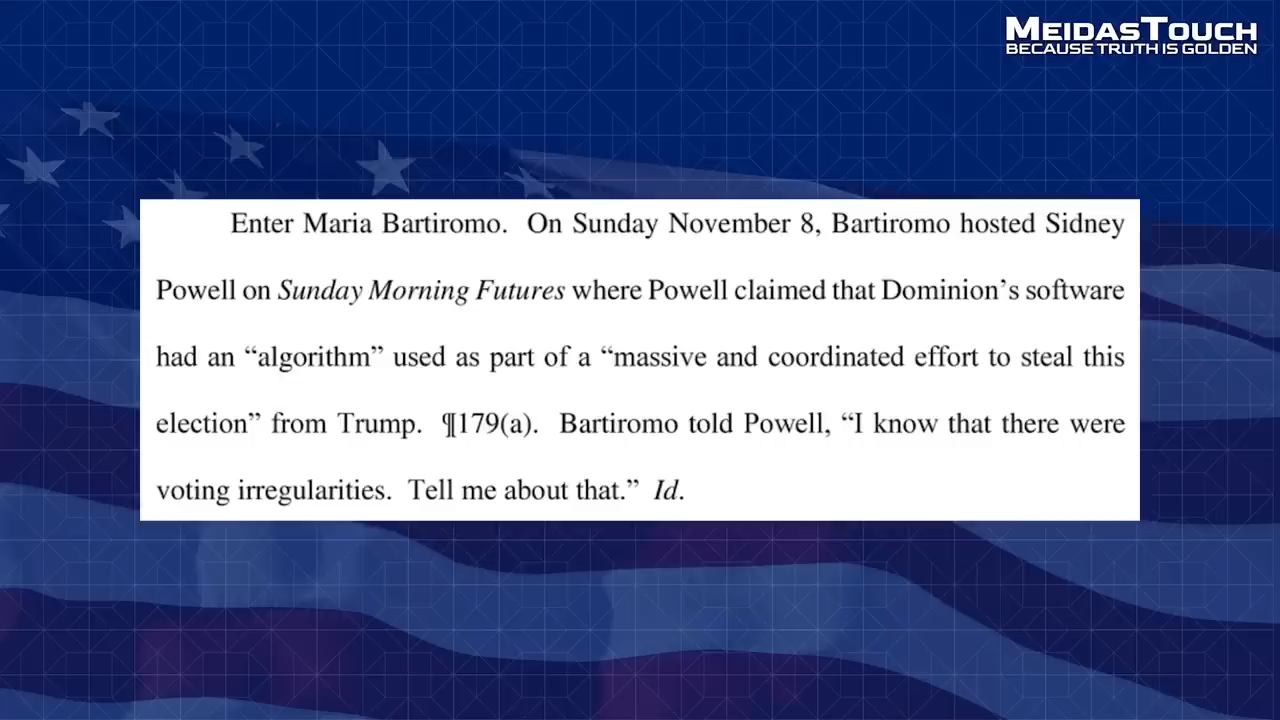 MEIDASTOUCH
BECAUSE TRUTH IS GOLDEN
Enter Maria Bartiromo. On Sunday November 8, Bartiromo hosted Sidney
Powell on Sunday Morning Futures where Powell claimed that Dominion’s software
had an “algorithm” used as part of a “massive and coordinated effort to steal this
election” from Trump. ¶179(a). Bartiromo told Powell, “I know that there were
voting irregularities. Tell me about that.” Id.